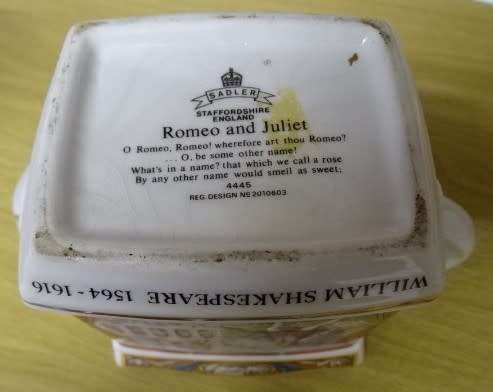 SADLER
STAFFORDSHIRE
ENGLAND
Romeo and Juliet
O Romeo, Romeo! wherefore art thou Romeo?
... O, be some other name!
What's in a name? that which we call a rose
By any other name would smell as sweet;
4445
REG. DESIGN No 2010603
WILLIAM SHAKESPEARE 1564 - 1616